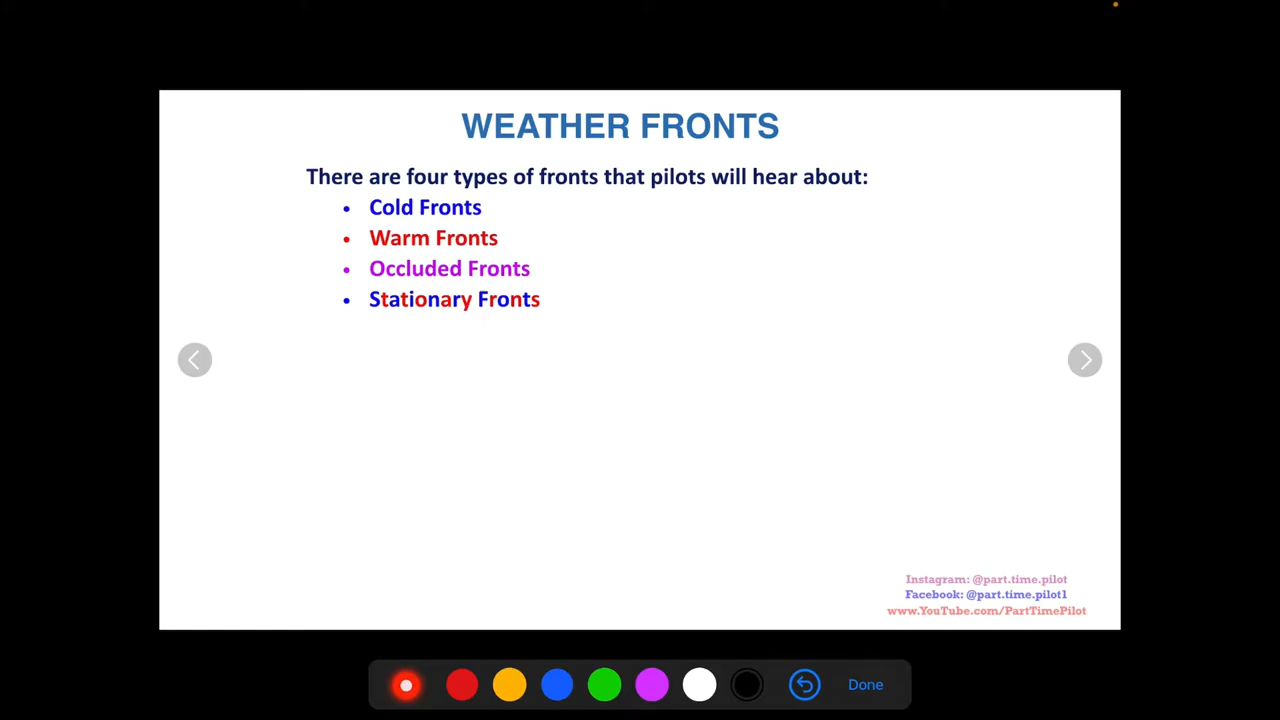 WEATHER FRONTS
There are four types of fronts that pilots will hear about:
• Cold Fronts
• Warm Fronts
• Occluded Fronts
• Stationary Fronts
Instagram: @part.time.pilot
Facebook: @part.time.pilot1
www.YouTube.com/PartTimePilot
Done